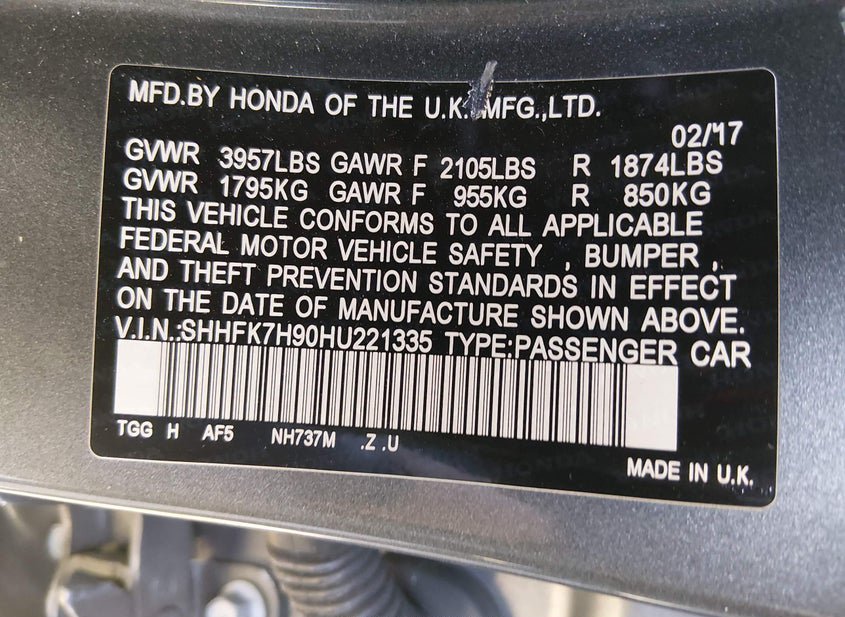 MFD.BY HONDA OF THE U.K. MFG.,LTD.
02/'17
GVWR 3957LBS GAWR F 2105LBS R 1874LBS
GVWR 1795KG GAWR F 955KG R 850KG
THIS VEHICLE CONFORMS TO ALL APPLICABLE
FEDERAL MOTOR VEHICLE SAFETY , BUMPER ,
AND THEFT PREVENTION STANDARDS IN EFFECT
ON THE DATE OF MANUFACTURE SHOWN ABOVE.
V.I.N.:SHHFK7H90HU221335 TYPE:PASSENGER CAR
TGG H AF5 NH737M .Z .U
MADE IN U.K.